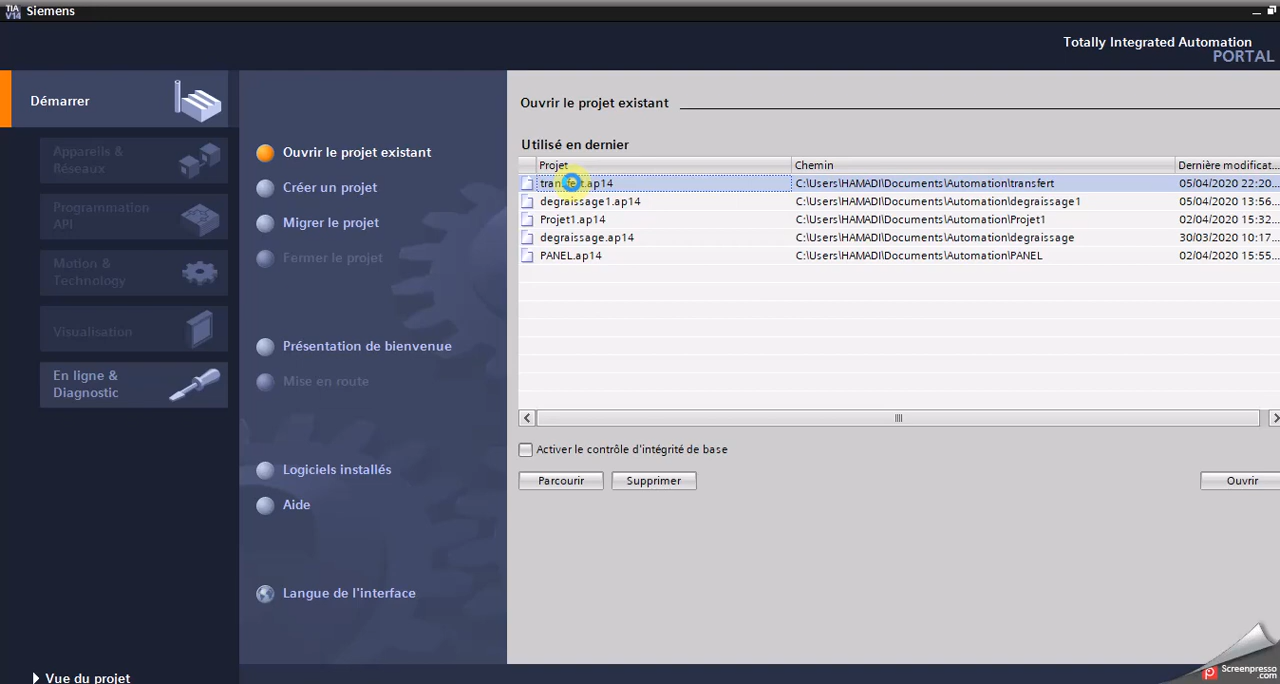 TIA
V14
Siemens
Totally Integrated Automation
PORTAL
Démarrer
Appareils &
Réseaux
Programmation
API
Motion &
Technology
Visualisation
En ligne &
Diagnostic
Vue du projet
Ouvrir le projet existant
Créer un projet
Migrer le projet
Fermer le projet
Présentation de bienvenue
Mise en route
Logiciels installés
Aide
Langue de l'interface
Ouvrir le projet existant
Utilisé en dernier
Projet Chemin Dernière modificat...
transfert.ap14 C:\Users\HAMADI\Documents\Automation\transfert 05/04/2020 22:20...
degraissage1.ap14 C:\Users\HAMADI\Documents\Automation\degraissage1 05/04/2020 13:56...
Projet1.ap14 C:\Users\HAMADI\Documents\Automation\Projet1 02/04/2020 15:32...
degraissage.ap14 C:\Users\HAMADI\Documents\Automation\degraissage 30/03/2020 10:17...
PANEL.ap14 C:\Users\HAMADI\Documents\Automation\PANEL 02/04/2020 15:55...
Activer le contrôle d'intégrité de base
Parcourir Supprimer Ouvrir
Screenpresso
.com